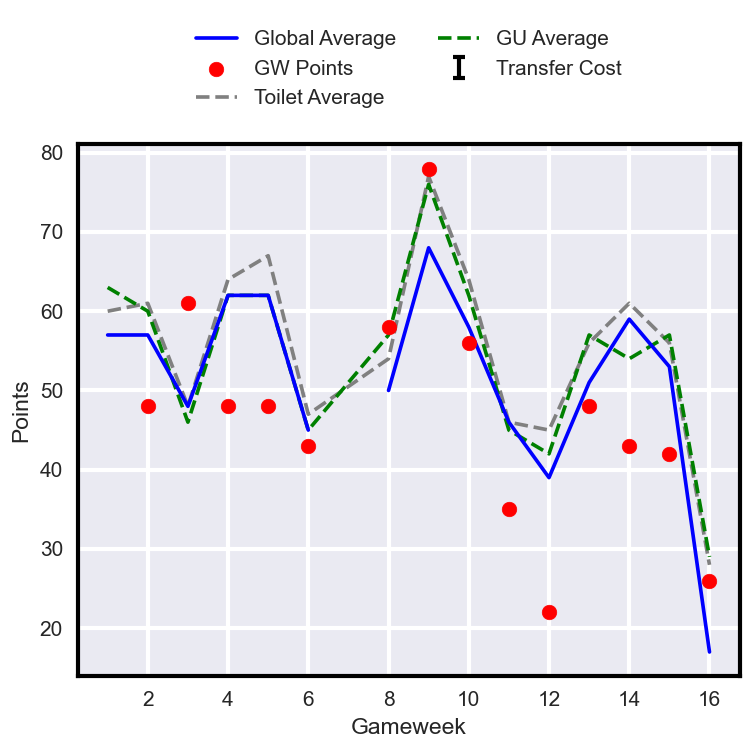 Global Average
GW Points
Toilet Average
GU Average
Transfer Cost
80
70
60
50
40
30
20
Points
2 4 6 8 10 12 14 16
Gameweek